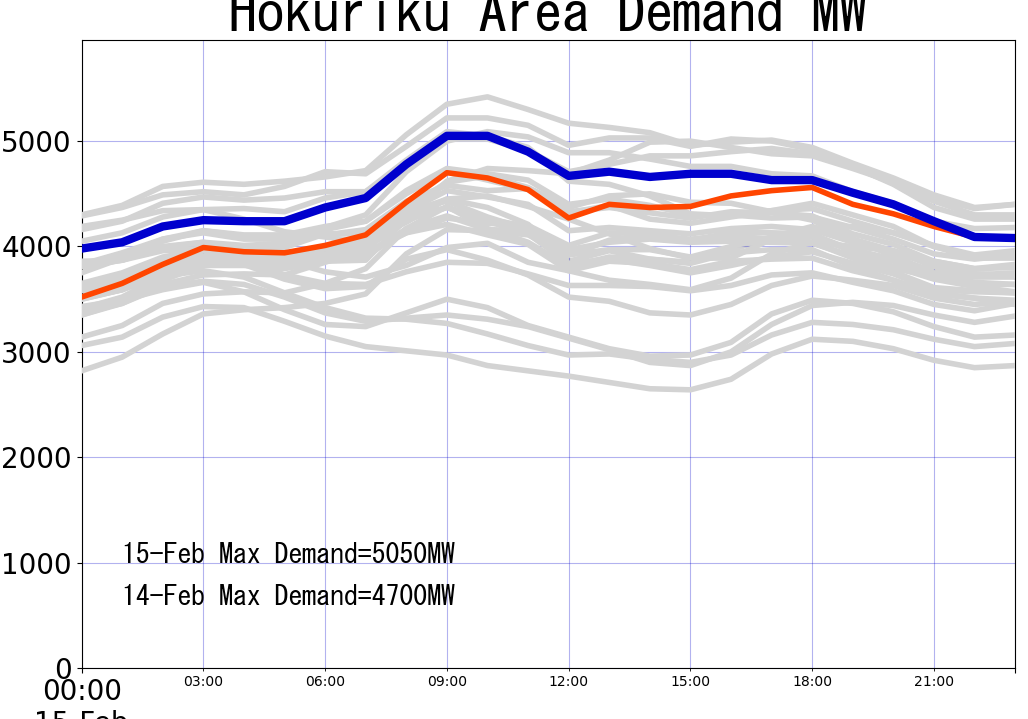 Hokuriku Area Demand MW
5000
4000
3000
2000
1000
0
15-Feb Max Demand=5050MW
14-Feb Max Demand=4700MW
00:00 03:00 06:00 09:00 12:00 15:00 18:00 21:00
15-Feb